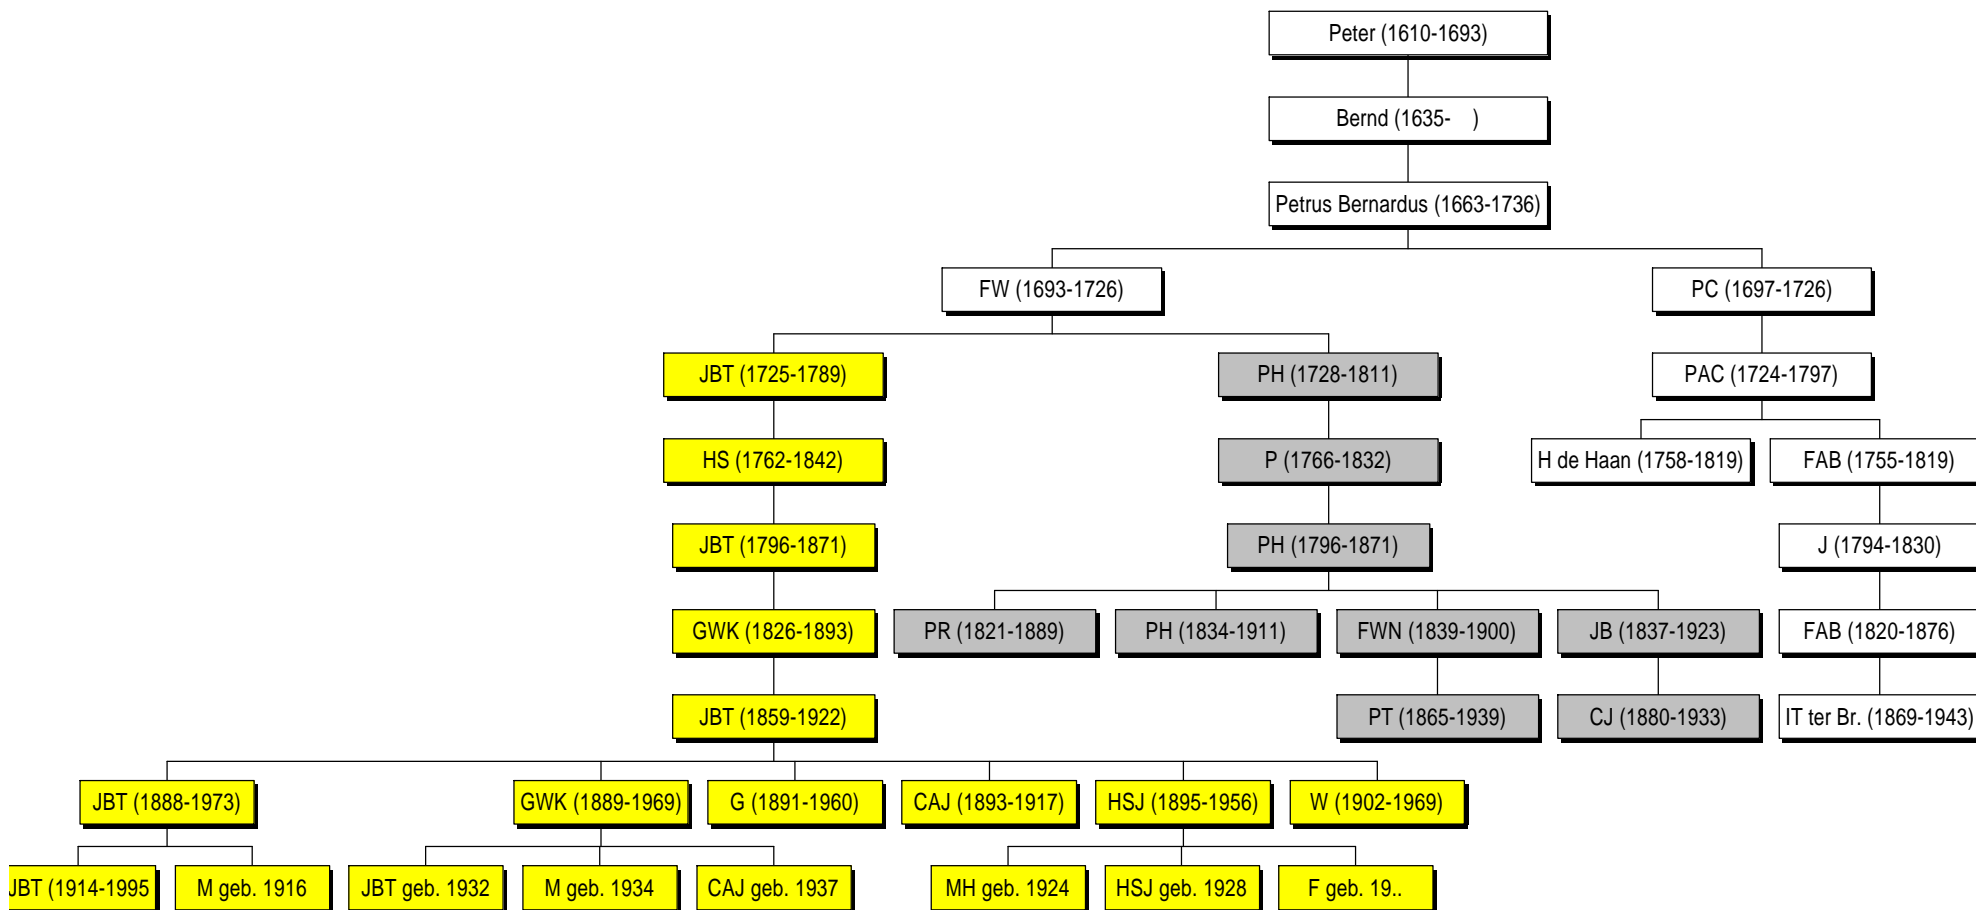 Peter (1610-1693)
Bernd (1635-   )
Petrus Bernardus (1663-1736)
FW (1693-1726)
PC (1697-1726)
JBT (1725-1789)
PH (1728-1811)
PAC (1724-1797)
HS (1762-1842)
P (1766-1832)
H de Haan (1758-1819)
FAB (1755-1819)
JBT (1796-1871)
PH (1796-1871)
J (1794-1830)
GWK (1826-1893)
PR (1821-1889)
PH (1834-1911)
FWN (1839-1900)
JB (1837-1923)
FAB (1820-1876)
JBT (1859-1922)
PT (1865-1939)
CJ (1880-1933)
IT ter Br. (1869-1943)
JBT (1888-1973)
GWK (1889-1969)
G (1891-1960)
CAJ (1893-1917)
HSJ (1895-1956)
W (1902-1969)
JBT (1914-1995
M geb. 1916
JBT geb. 1932
M geb. 1934
CAJ geb. 1937
MH geb. 1924
HSJ geb. 1928
F geb. 19..